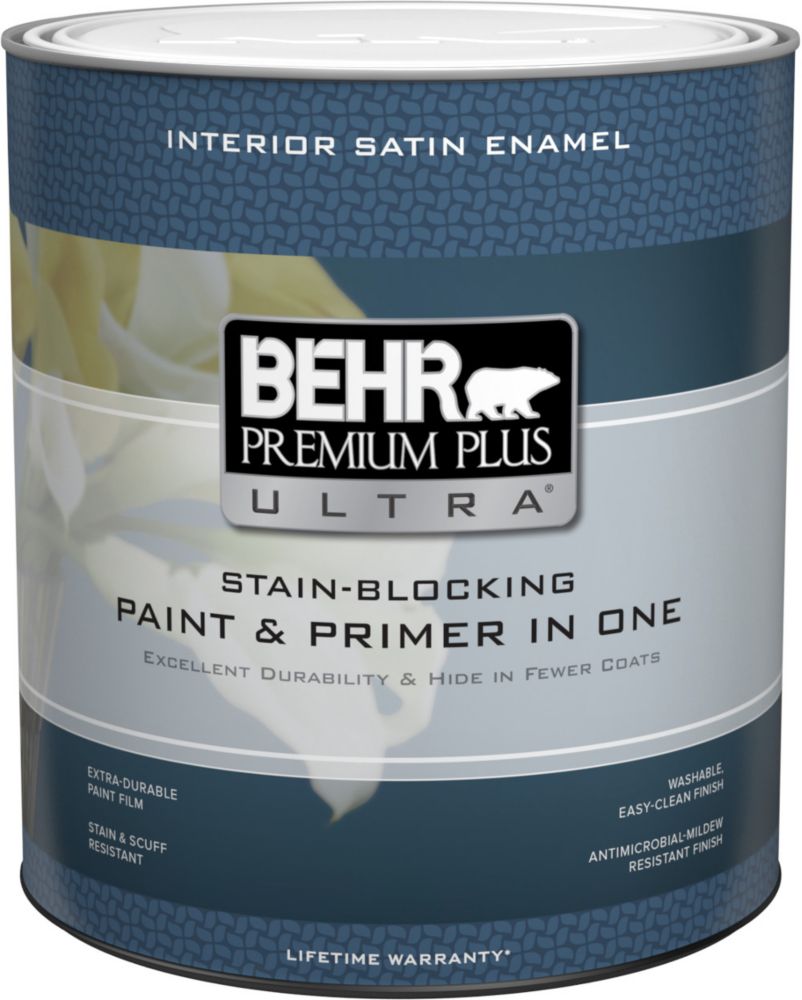 INTERIOR SATIN ENAMEL
BEHR
PREMIUM PLUS
ULTRA®
STAIN-BLOCKING
PAINT & PRIMER IN ONE
EXCELLENT DURABILITY & HIDE IN FEWER COATS
EXTRA-DURABLE
PAINT FILM
STAIN & SCUFF
RESISTANT
WASHABLE,
EASY-CLEAN FINISH
ANTIMICROBIAL-MILDEW
RESISTANT FINISH
LIFETIME WARRANTY*